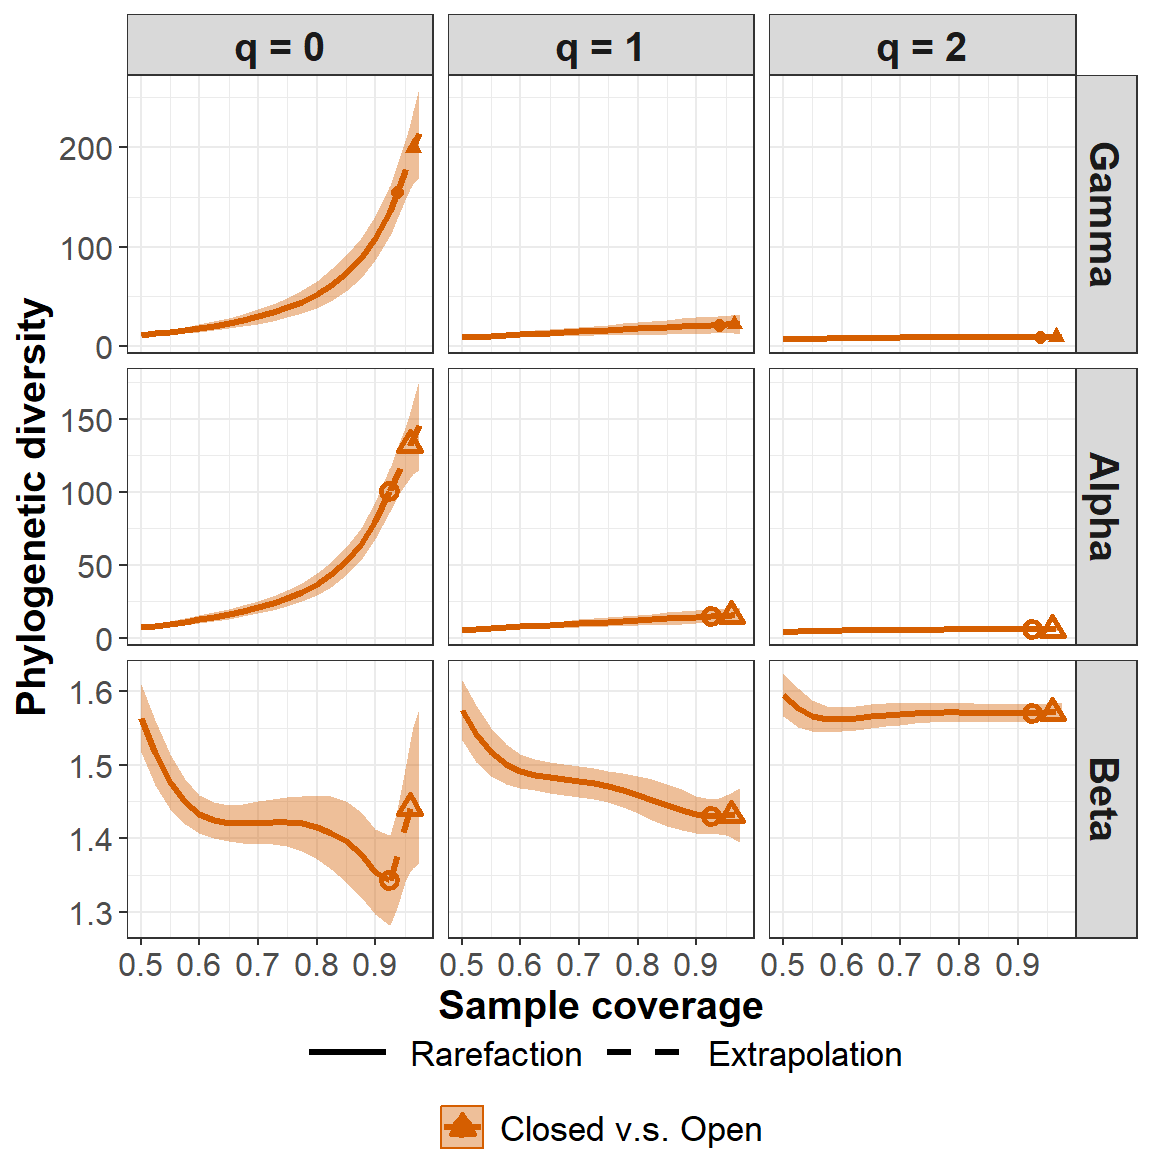 q = 0 q = 1 q = 2
Phylogenetic diversity
200
100
0
Gamma
150
100
50
0
Alpha
1.6
1.5
1.4
1.3
Beta
0.5 0.6 0.7 0.8 0.9 0.5 0.6 0.7 0.8 0.9 0.5 0.6 0.7 0.8 0.9
Sample coverage
Rarefaction Extrapolation
Closed v.s. Open